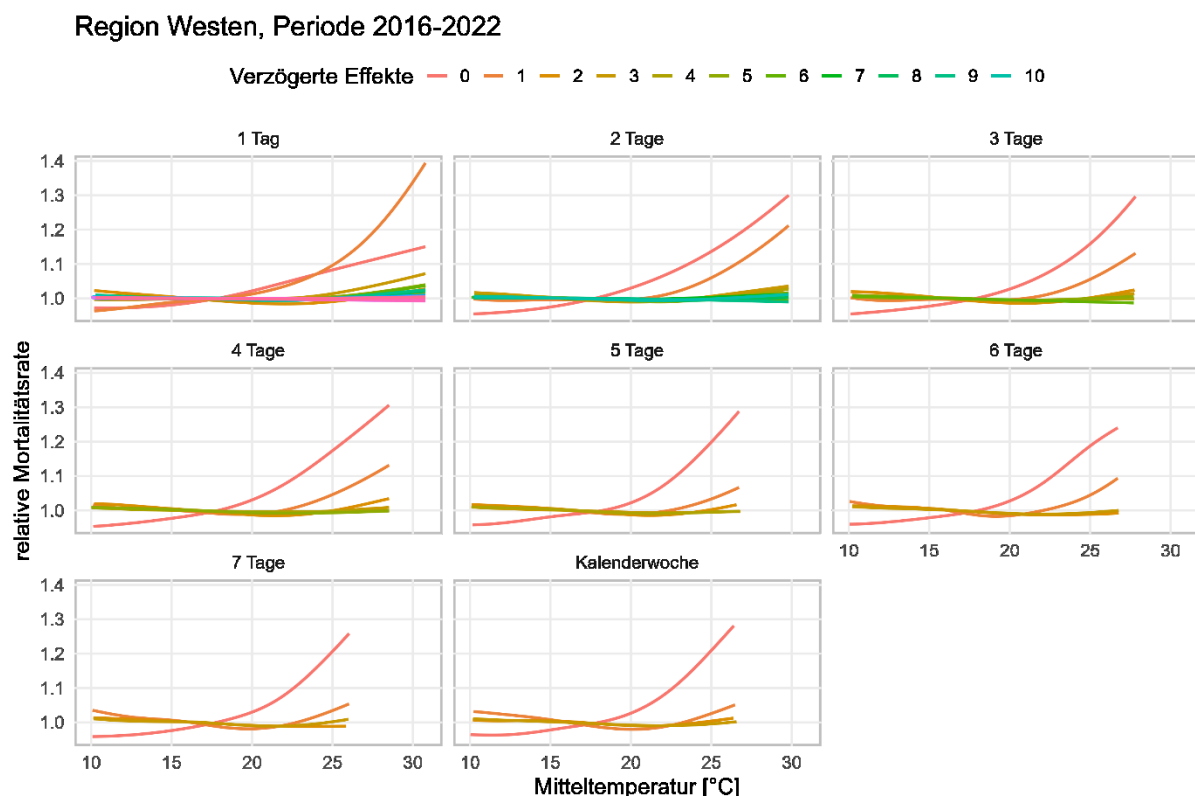 Region Westen, Periode 2016-2022
Verzögerte Effekte 0 1 2 3 4 5 6 7 8 9 10
1 Tag 2 Tage 3 Tage
1.4
1.3
1.2
1.1
1.0
4 Tage 5 Tage 6 Tage
1.4
1.3
1.2
1.1
1.0
10 15 20 25 30
7 Tage Kalenderwoche
1.4
1.3
1.2
1.1
1.0
10 15 20 25 30 10 15 20 25 30
relative Mortalitätsrate
Mitteltemperatur [°C]